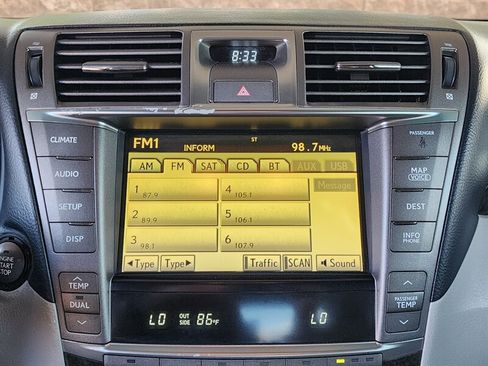 8:33
FM1 INFORM ST 98.7MHz
AM FM SAT CD BT AUX USB
1 87.9 4 105.1 Message
2 89.9 5 106.1
3 98.1 6 107.9
◄Type Type► Traffic SCAN Sound
CLIMATE
AUDIO
SETUP
DISP
PASSENGER
MAP
VOICE
DEST
INFO
PHONE
ENGINE
START
STOP
TEMP
DUAL
PASSENGER
TEMP
LO OUT SIDE 86°F LO